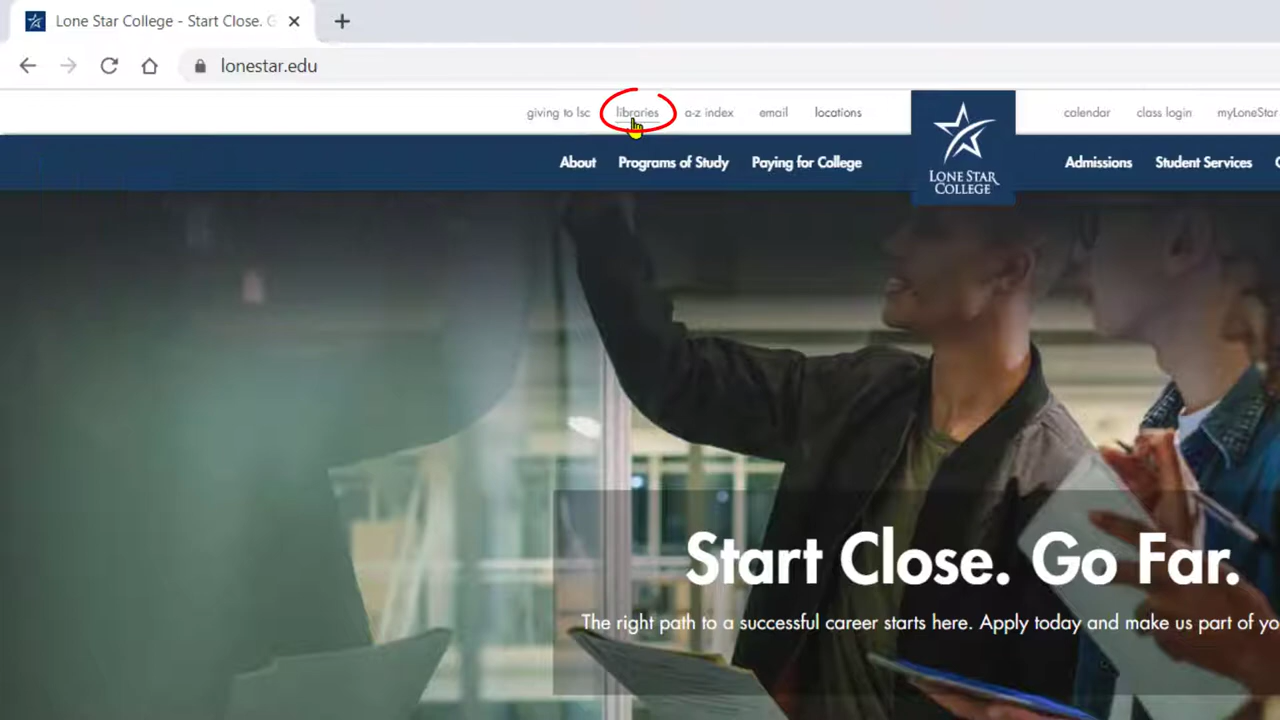 Lone Star College - Start Close. G
lonestar.edu
giving to lsc libraries a-z index email locations
calendar class login myLoneStar
About Programs of Study Paying for College
LONE STAR
COLLEGE
Admissions Student Services
Start Close. Go Far.
The right path to a successful career starts here. Apply today and make us part of yo